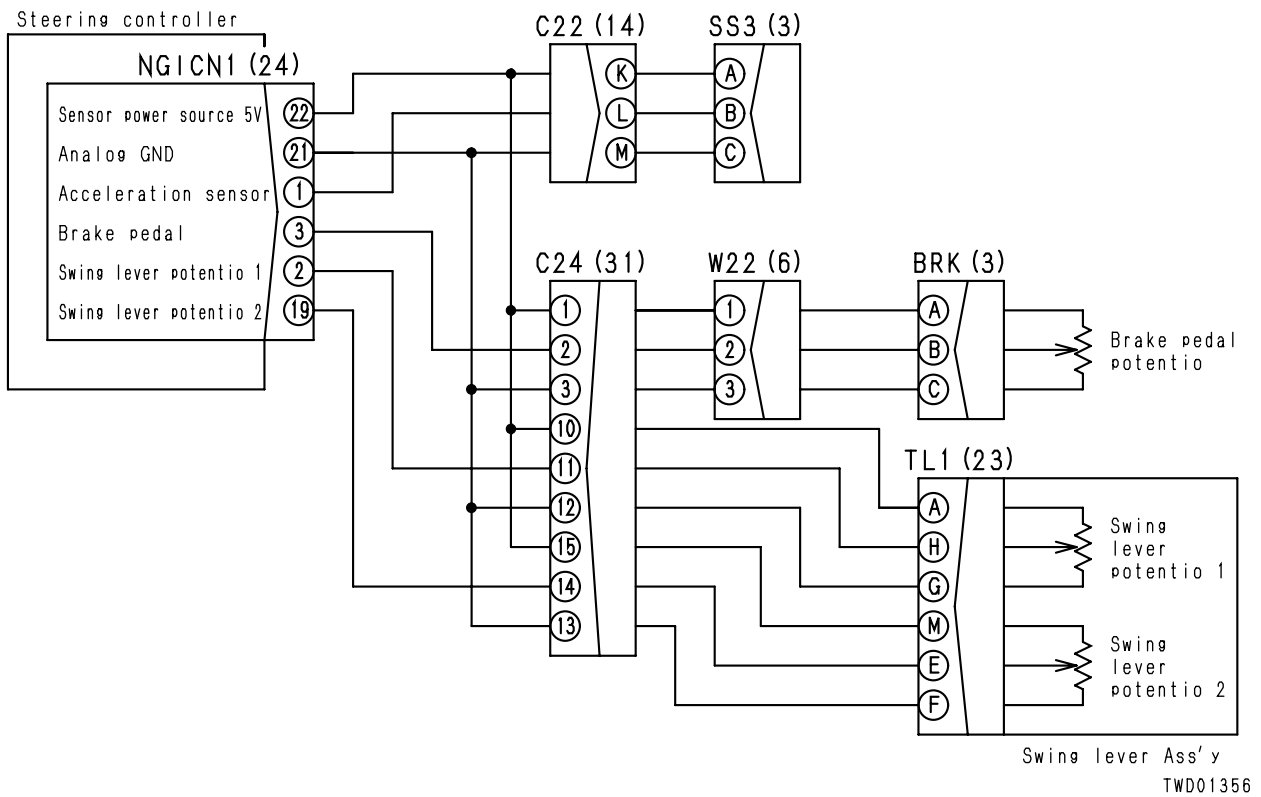 Steering controller
NGICN1 (24)
Sensor power source 5V
22
Analog GND
21
Acceleration sensor
1
Brake pedal
3
Swing lever potentio 1
2
Swing lever potentio 2
19
C22 (14)
K
L
M
SS3 (3)
A
B
C
C24 (31)
1
2
3
10
11
12
15
14
13
W22 (6)
1
2
3
BRK (3)
A
B
C
Brake pedal
potentio
TL1 (23)
A
H
G
M
E
F
Swing
lever
potentio 1
Swing
lever
potentio 2
Swing lever Ass'y
TWD01356